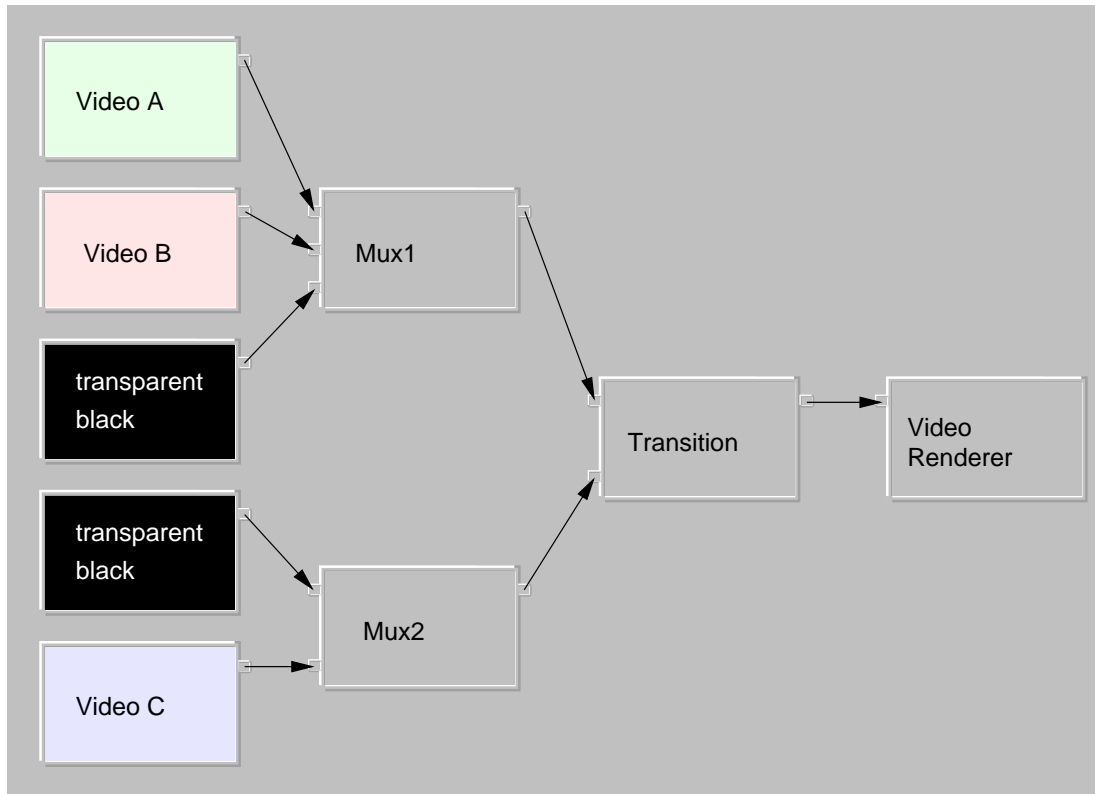 Video A
Video B
Mux1
transparent
black
Transition
Video
Renderer
transparent
black
Mux2
Video C